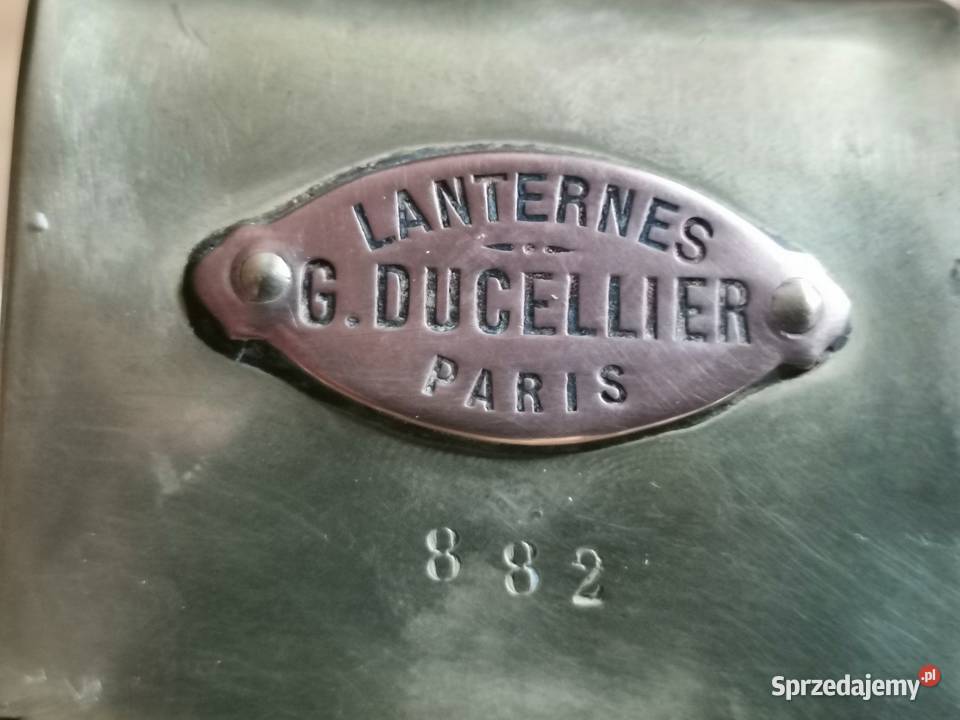 LANTERNES
G. DUCELLIER
PARIS
882
Sprzedajemy.pl